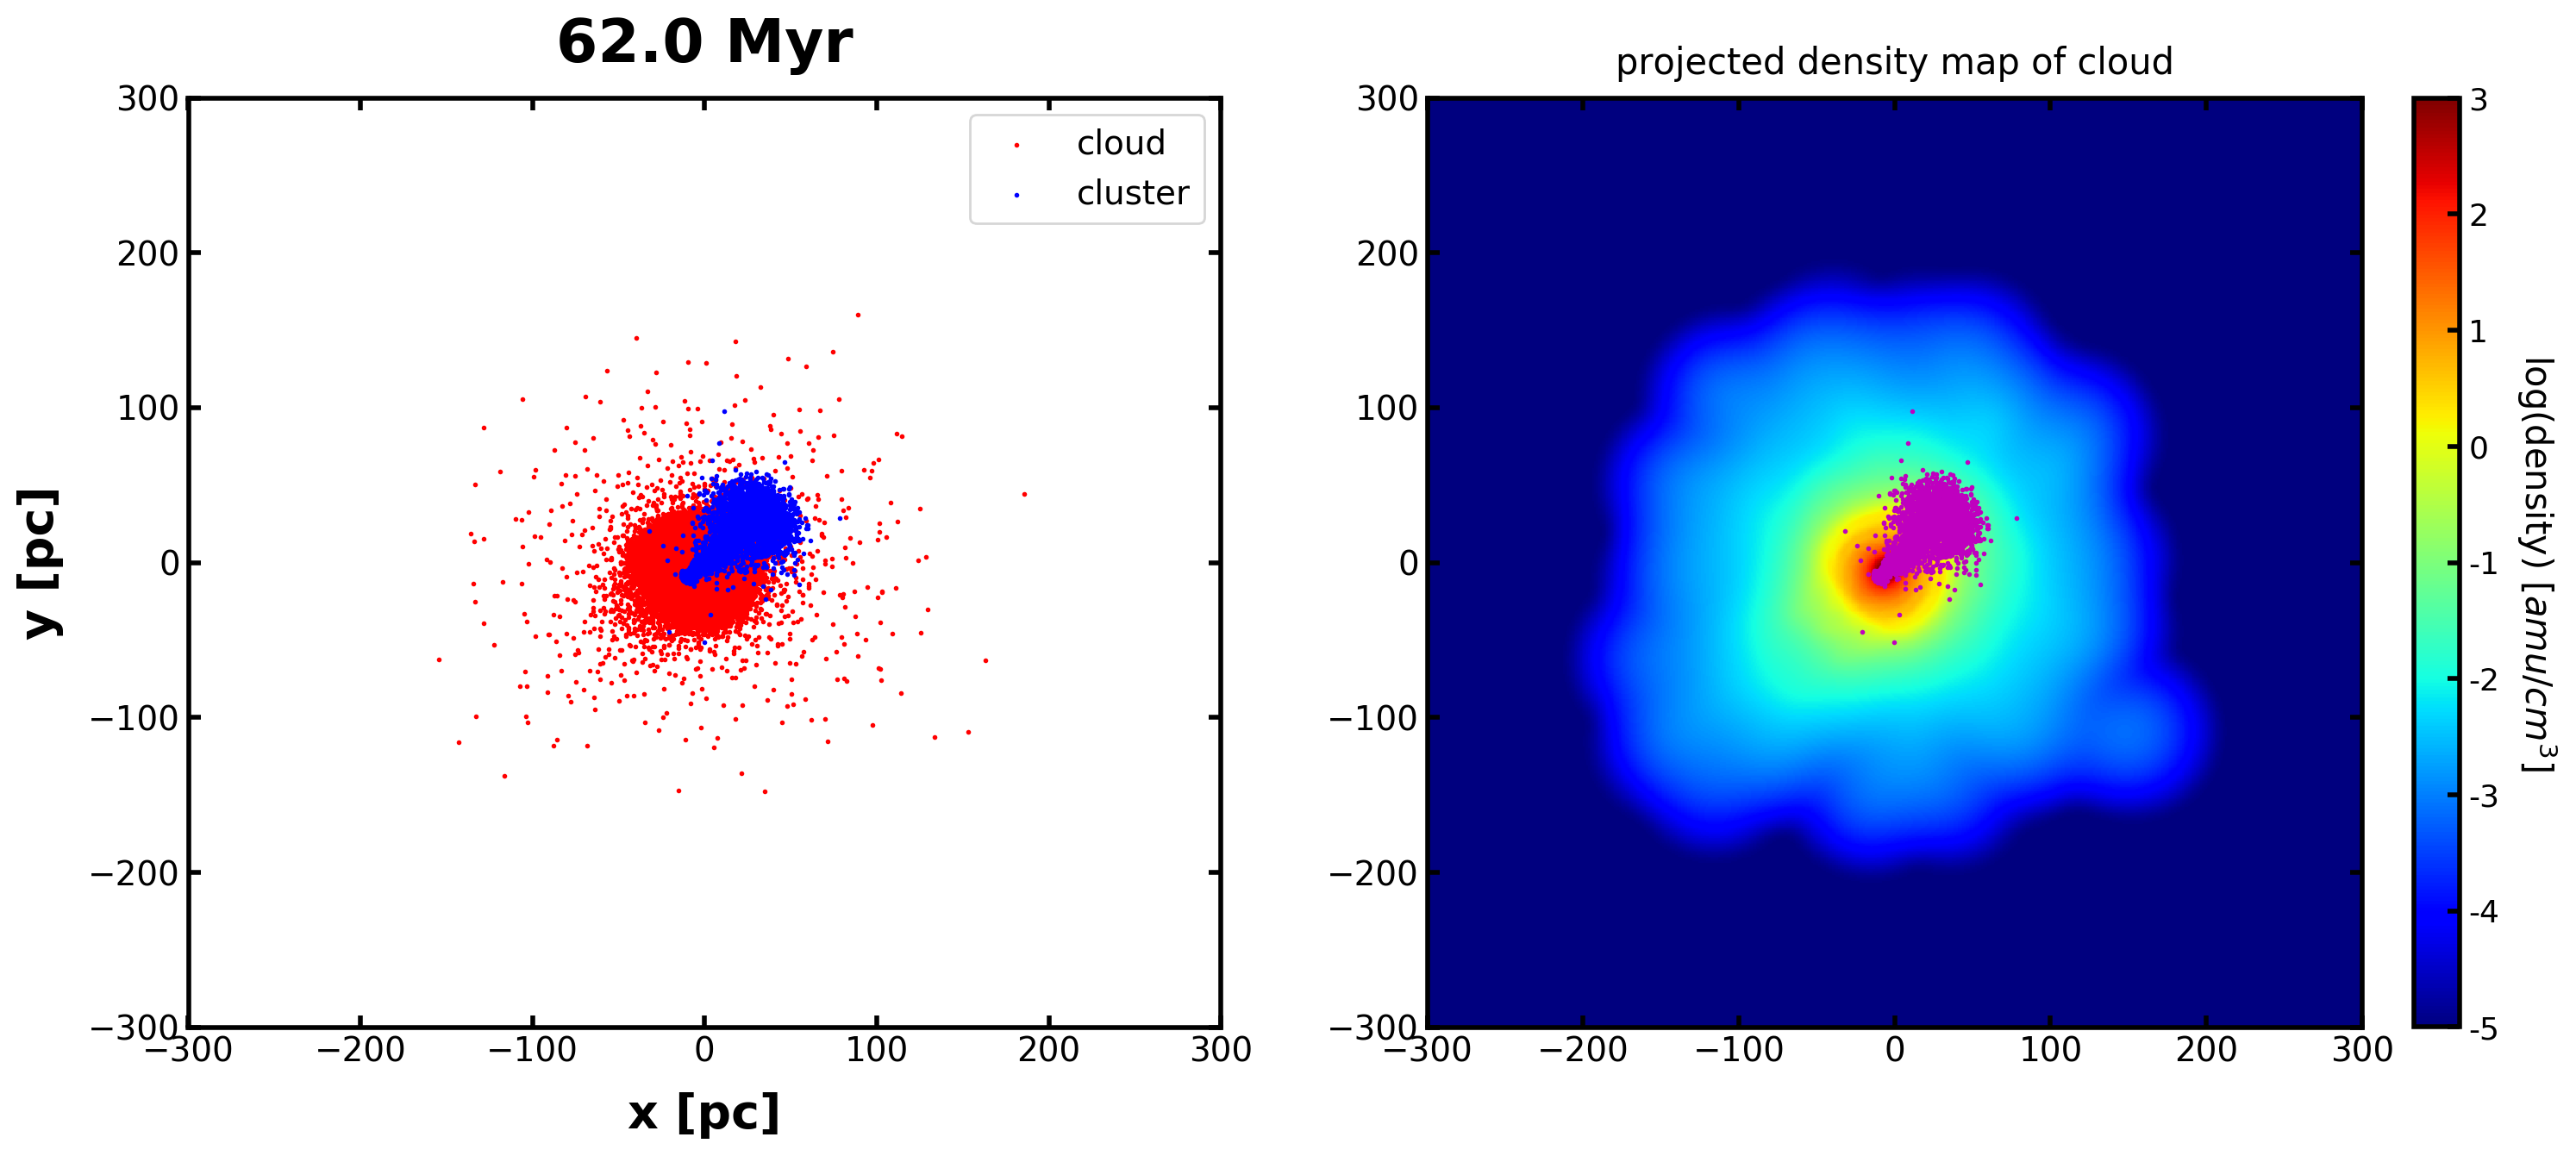 62.0 Myr
300
200
100
0
−100
−200
−300
y [pc]
−300 −200 −100 0 100 200 300
x [pc]
cloud
cluster
projected density map of cloud
300
200
100
0
−100
−200
−300
−300 −200 −100 0 100 200 300
3
2
1
0
-1
-2
-3
-4
-5
log(density) [amu/cm³]